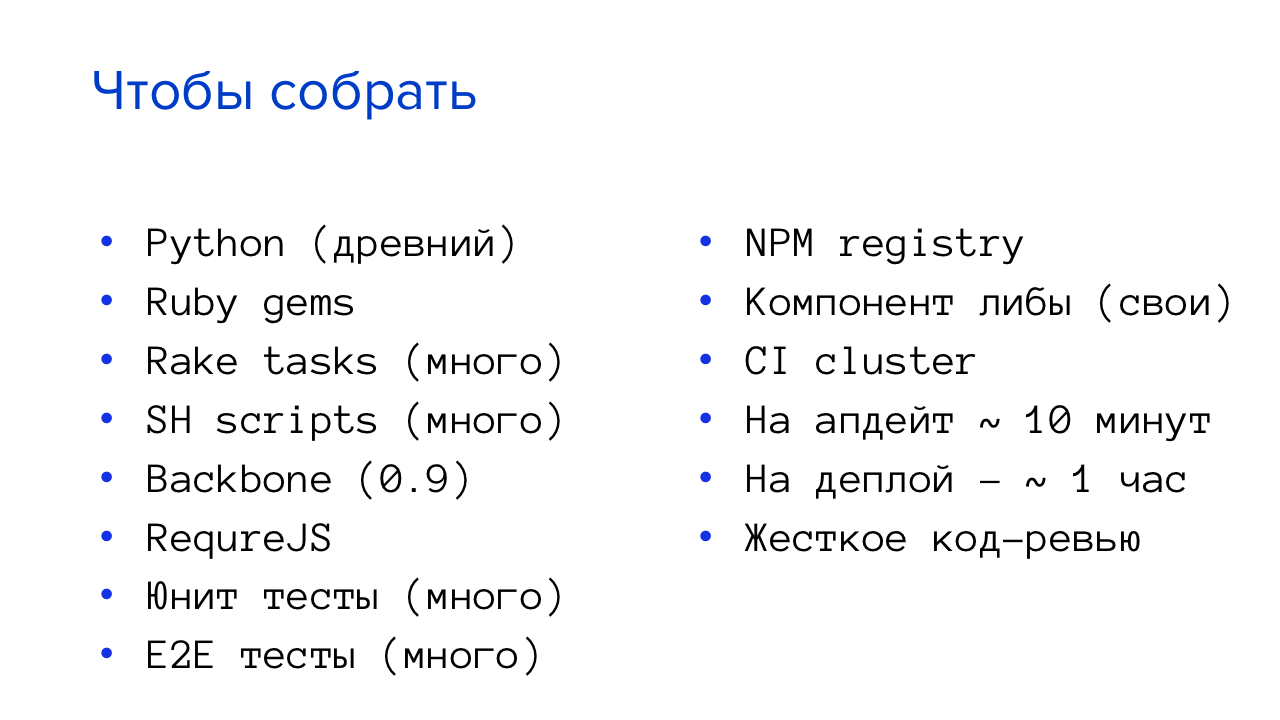 Чтобы собрать
• Python (древний)
• Ruby gems
• Rake tasks (много)
• SH scripts (много)
• Backbone (0.9)
• RequreJS
• Юнит тесты (много)
• E2E тесты (много)
• NPM registry
• Компонент либы (свои)
• CI cluster
• На апдейт ~ 10 минут
• На деплой – ~ 1 час
• Жесткое код–ревью